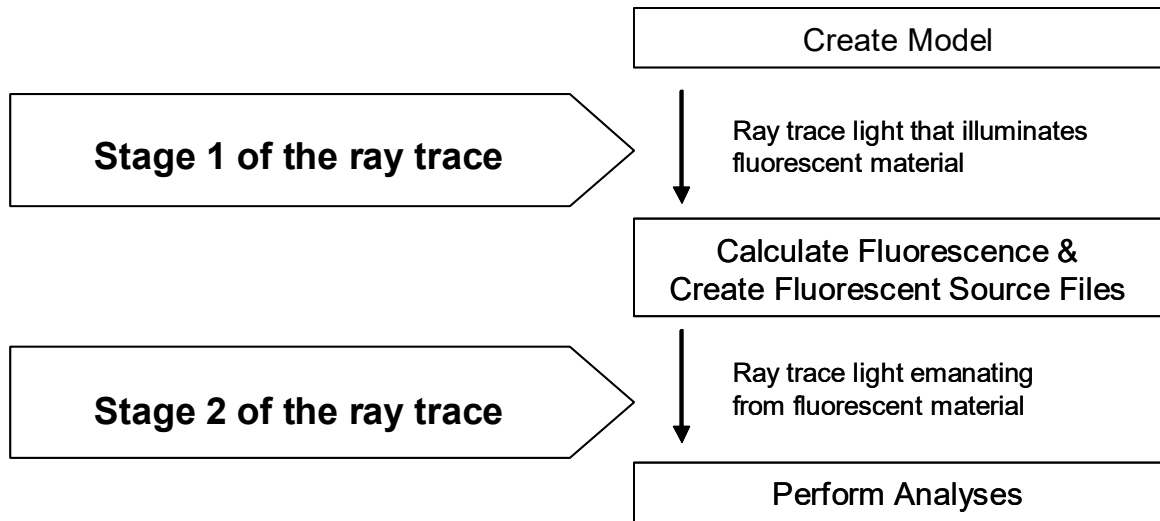 Create Model
Stage 1 of the ray trace
Ray trace light that illuminates
fluorescent material
Calculate Fluorescence &
Create Fluorescent Source Files
Stage 2 of the ray trace
Ray trace light emanating
from fluorescent material
Perform Analyses